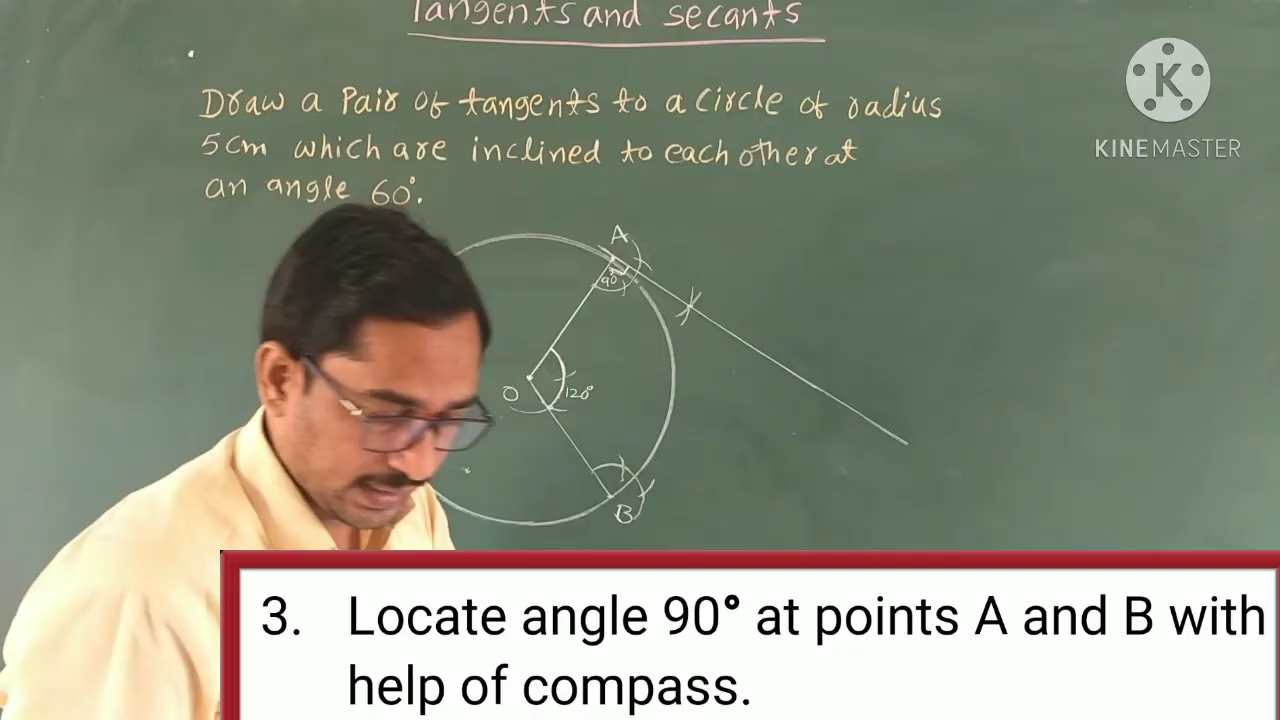 Tangents and secants
Draw a Pair of tangents to a circle of radius
5cm which are inclined to each other at
an angle 60°.
K
KINEMASTER
A
90°
O
120°
B
3. Locate angle 90° at points A and B with
help of compass.